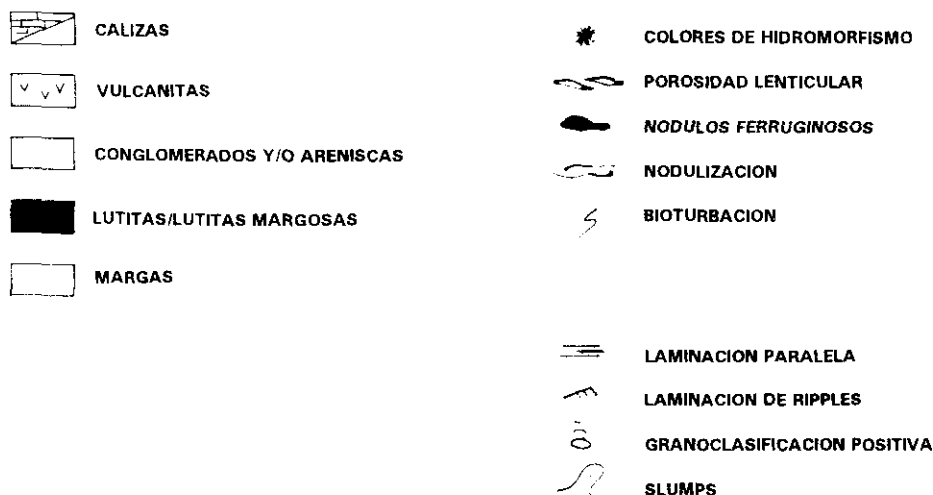 CALIZAS
VULCANITAS
CONGLOMERADOS Y/O ARENISCAS
LUTITAS/LUTITAS MARGOSAS
MARGAS
COLORES DE HIDROMORFISMO
POROSIDAD LENTICULAR
NODULOS FERRUGINOSOS
NODULIZACION
BIOTURBACION
LAMINACION PARALELA
LAMINACION DE RIPPLES
GRANOCLASIFICACION POSITIVA
SLUMPS